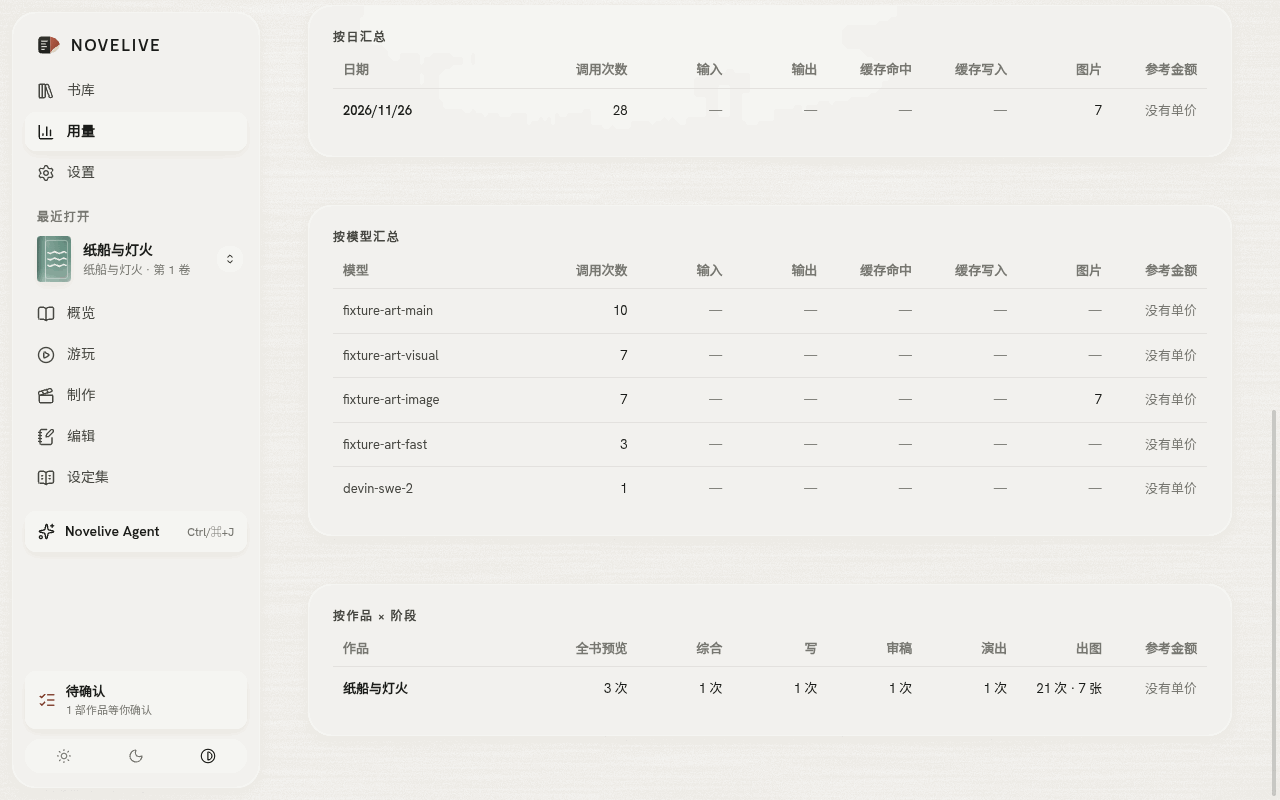 NOVELIVE
书库
用量
设置
最近打开
纸船与灯火
纸船与灯火 · 第 1 卷
概览
游玩
制作
编辑
设定集
Novelive Agent Ctrl/⌘+J
待确认
1 部作品等你确认
按日汇总
日期 调用次数 输入 输出 缓存命中 缓存写入 图片 参考金额
2026/11/26 28 — — — — 7 没有单价
按模型汇总
模型 调用次数 输入 输出 缓存命中 缓存写入 图片 参考金额
fixture-art-main 10 — — — — — 没有单价
fixture-art-visual 7 — — — — — 没有单价
fixture-art-image 7 — — — — 7 没有单价
fixture-art-fast 3 — — — — — 没有单价
devin-swe-2 1 — — — — — 没有单价
按作品 × 阶段
作品 全书预览 综合 写 审稿 演出 出图 参考金额
纸船与灯火 3 次 1 次 1 次 1 次 1 次 21 次 · 7 张 没有单价